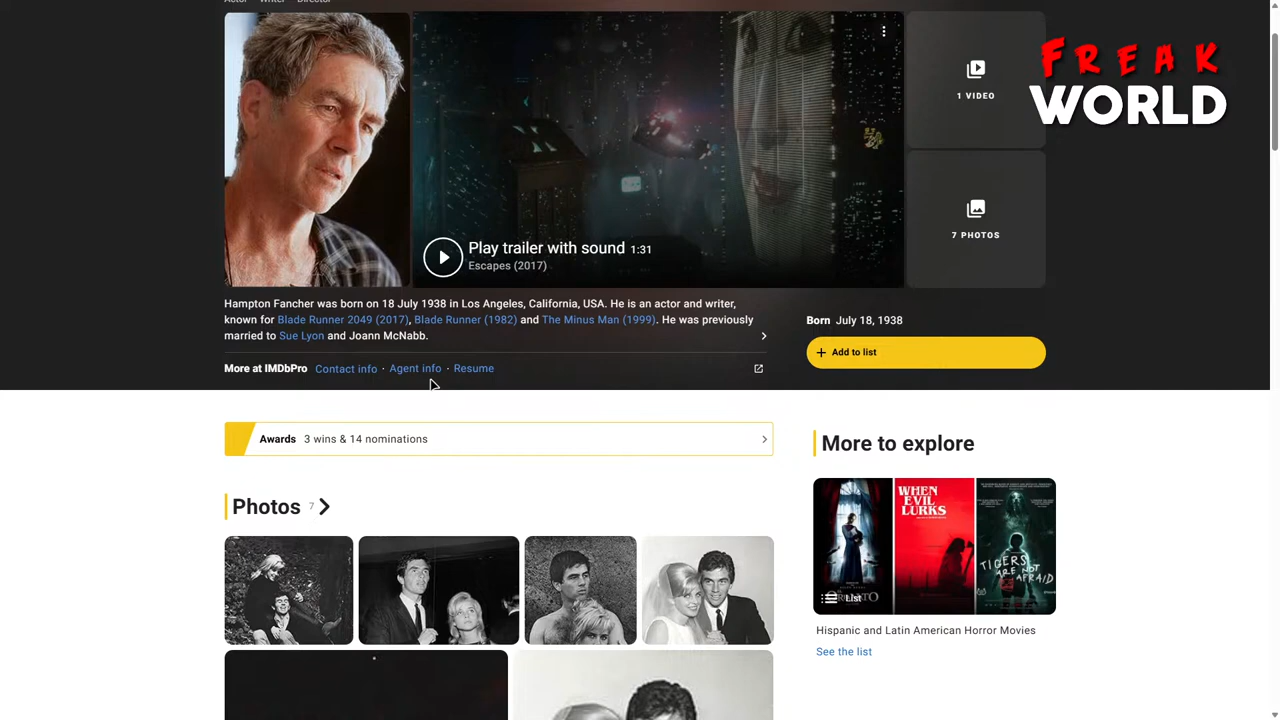 Actor Writer Director
FREAK
WORLD
1 VIDEO
7 PHOTOS
Play trailer with sound 1:31
Escapes (2017)
Hampton Fancher was born on 18 July 1938 in Los Angeles, California, USA. He is an actor and writer,
known for Blade Runner 2049 (2017), Blade Runner (1982) and The Minus Man (1999). He was previously
married to Sue Lyon and Joann McNabb.
Born July 18, 1938
+ Add to list
More at IMDbPro Contact info · Agent info · Resume
Awards 3 wins & 14 nominations
More to explore
Photos 7
WHEN
EVIL
LURKS
TIGERS
ARE NOT
AFRAID
List
Hispanic and Latin American Horror Movies
See the list